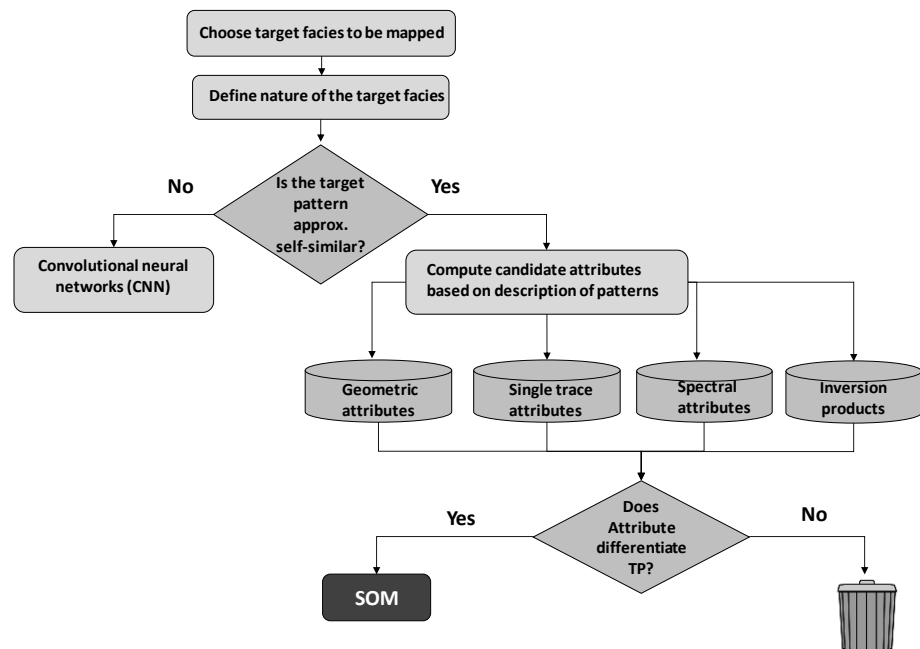 Choose target facies to be mapped
Define nature of the target facies
No
Yes
Is the target
pattern
approx.
self-similar?
Convolutional neural
networks (CNN)
Compute candidate attributes
based on description of patterns
Geometric
attributes
Single trace
attributes
Spectral
attributes
Inversion
products
Yes
No
Does
Attribute
differentiate
TP?
SOM